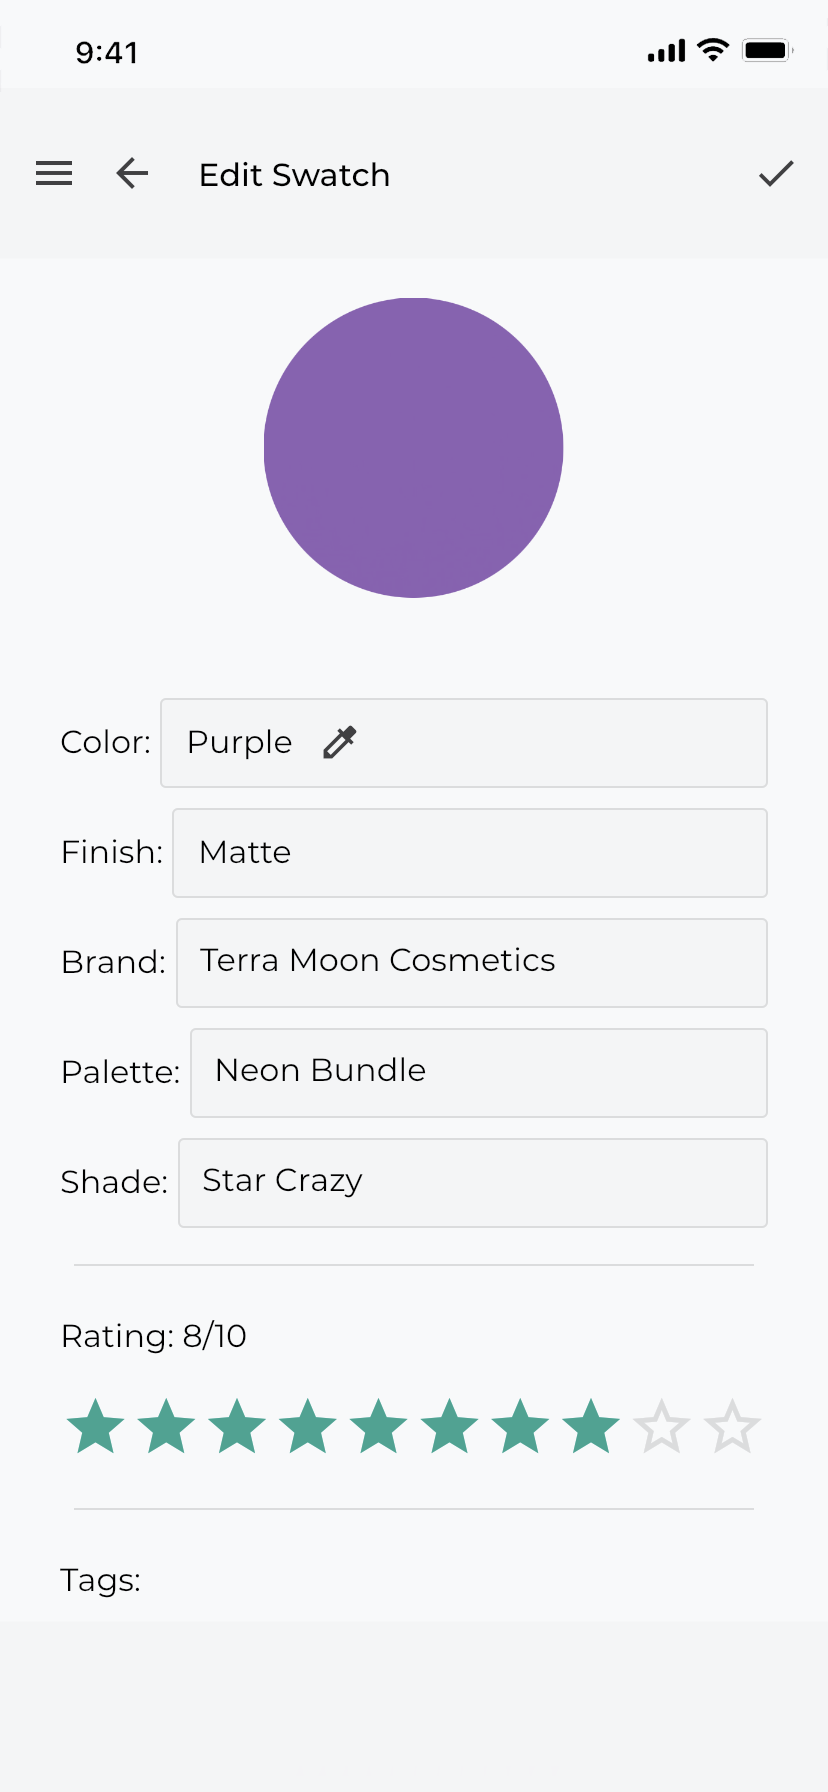 9:41
Edit Swatch
Color: Purple
Finish: Matte
Brand: Terra Moon Cosmetics
Palette: Neon Bundle
Shade: Star Crazy
Rating: 8/10
Tags: